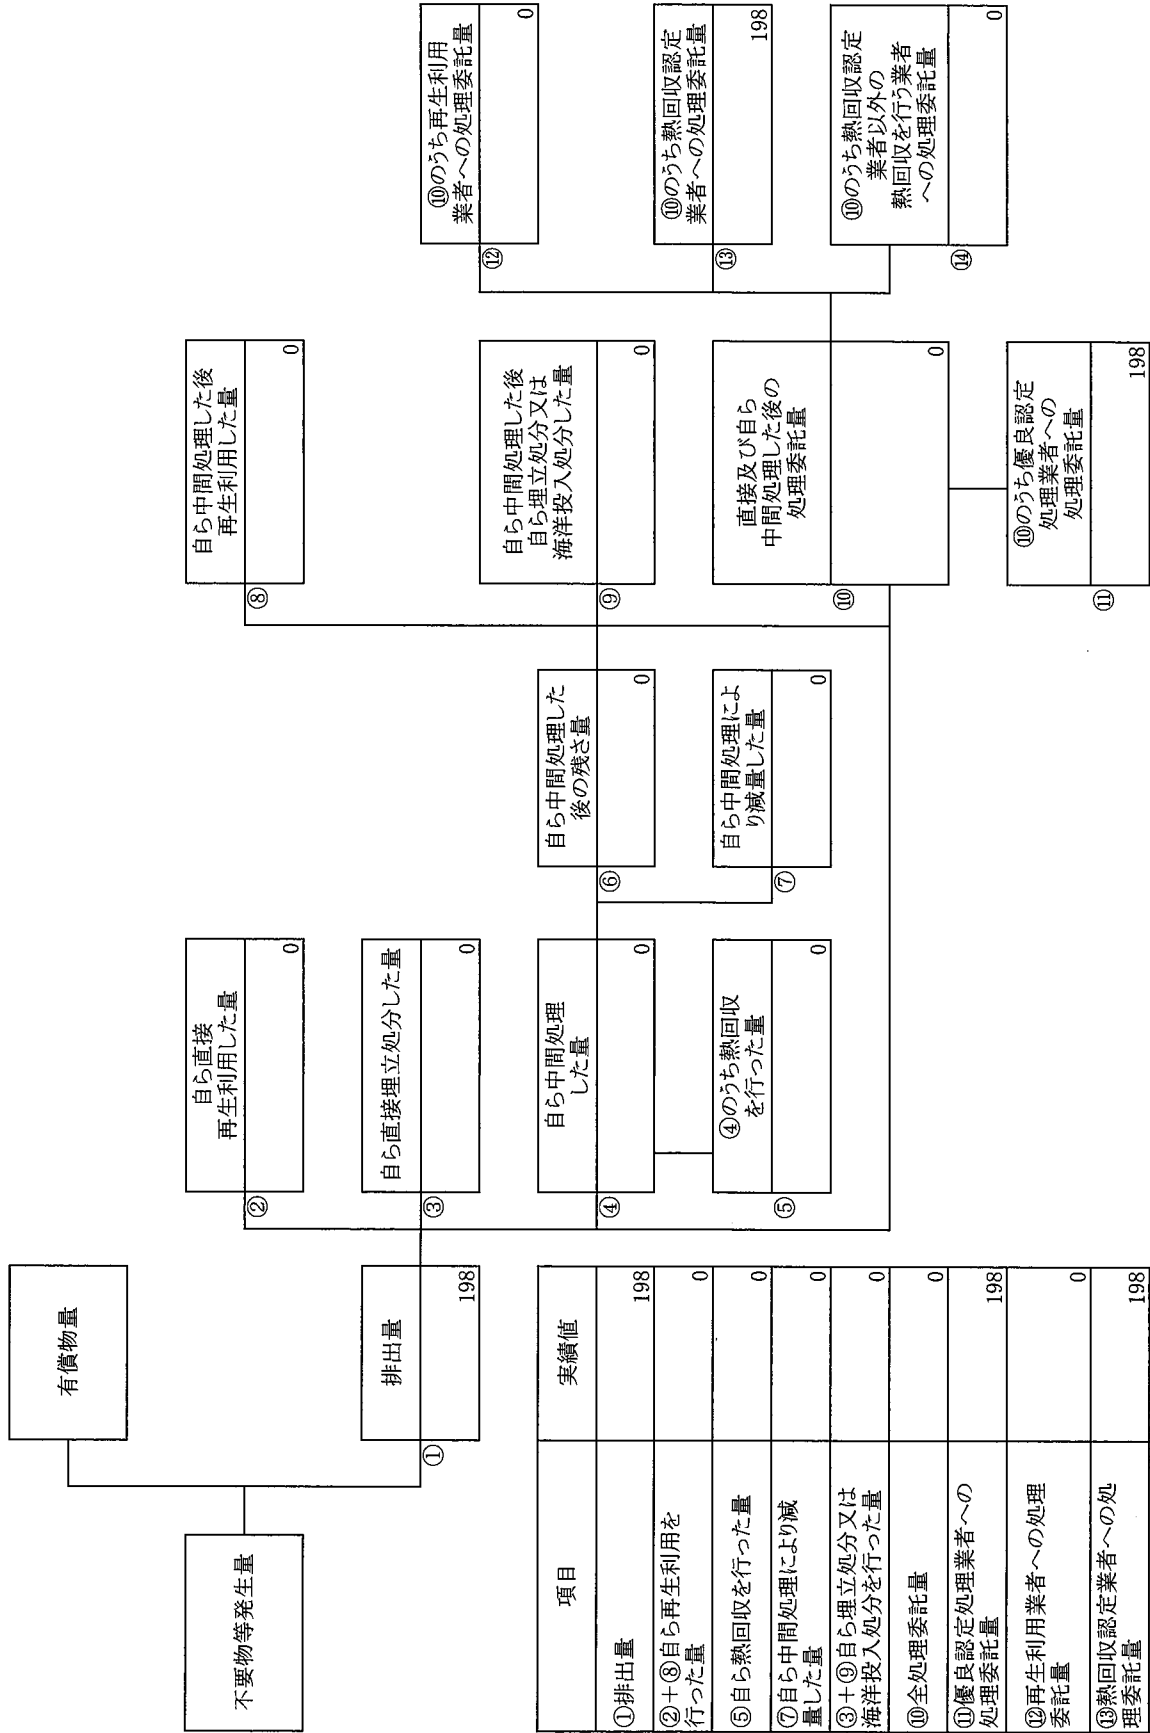 不要物等発生量
有償物量
①
排出量
198
②
自ら直接
再生利用した量
0
③
自ら直接埋立処分した量
0
④
自ら中間処理
した量
0
⑤
④のうち熱回収
を行った量
0
⑥
自ら中間処理した
後の残さ量
0
⑦
自ら中間処理によ
り減量した量
0
⑧
自ら中間処理した後
再生利用した量
0
⑨
自ら中間処理した後
自ら埋立処分又は
海洋投入処分した量
0
⑩
直接及び自ら
中間処理した後の
処理委託量
0
⑪
⑩のうち優良認定
処理業者への
処理委託量
198
⑫
⑩のうち再生利用
業者への処理委託量
0
⑬
⑩のうち熱回収認定
業者への処理委託量
198
⑭
⑩のうち熱回収認定
業者以外の
熱回収を行う業者
への処理委託量
0
項目 実績値
①排出量 198
②+⑧自ら再生利用を
行った量 0
⑤自ら熱回収を行った量 0
⑦自ら中間処理により減
量した量 0
③+⑨自ら埋立処分又は
海洋投入処分を行った量 0
⑩全処理委託量 0
⑪優良認定処理業者への
処理委託量 198
⑫再生利用業者への処理
委託量 0
⑬熱回収認定業者への処
理委託量 198